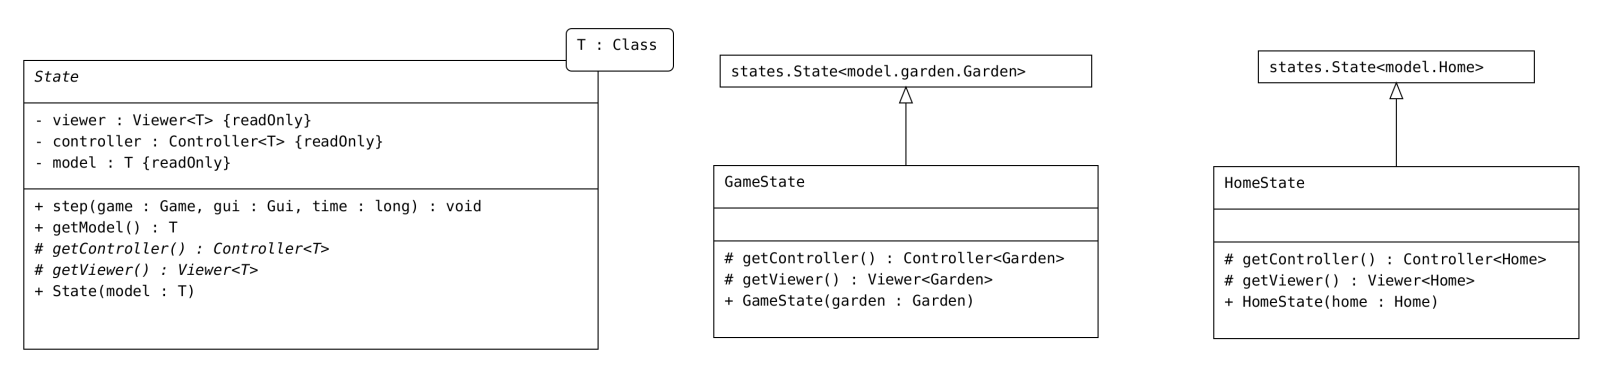 T : Class
State
- viewer : Viewer<T> {readOnly}
- controller : Controller<T> {readOnly}
- model : T {readOnly}
+ step(game : Game, gui : Gui, time : long) : void
+ getModel() : T
# getController() : Controller<T>
# getViewer() : Viewer<T>
+ State(model : T)
states.State<model.garden.Garden>
GameState
# getController() : Controller<Garden>
# getViewer() : Viewer<Garden>
+ GameState(garden : Garden)
states.State<model.Home>
HomeState
# getController() : Controller<Home>
# getViewer() : Viewer<Home>
+ HomeState(home : Home)